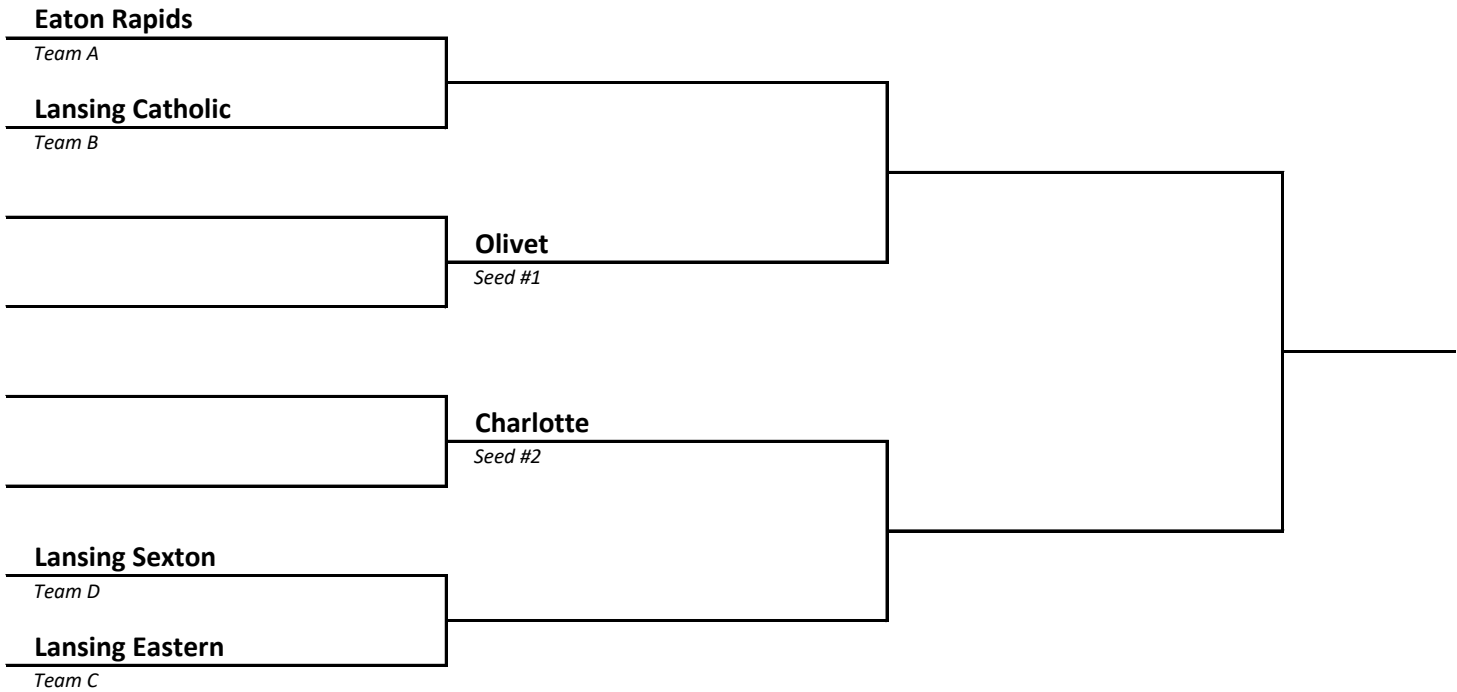 Eaton Rapids
Team A
Lansing Catholic
Team B
Olivet
Seed #1
Charlotte
Seed #2
Lansing Sexton
Team D
Lansing Eastern
Team C